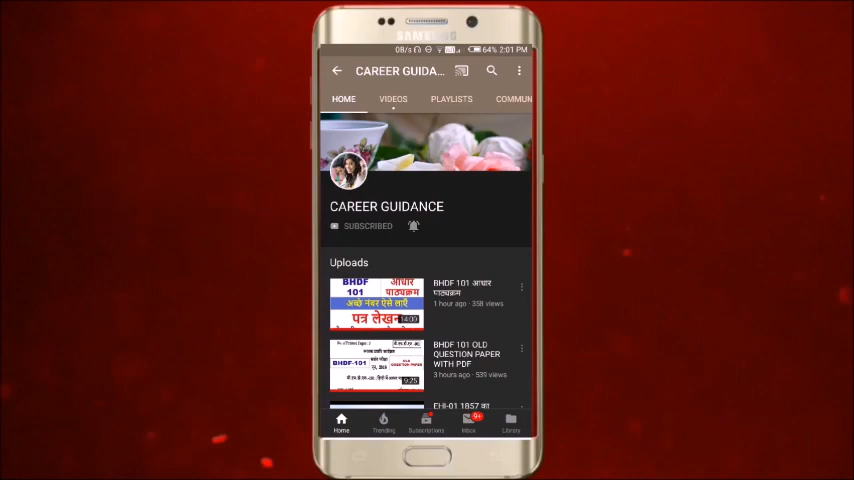 SAMSUNG
0B/s 64% 2:01 PM
CAREER GUIDA...
HOME VIDEOS PLAYLISTS COMMUN
CAREER GUIDANCE
SUBSCRIBED
Uploads
BHDF 101
आधार पाठ्यक्रम
अच्छे नंबर ऐसे लाएँ
पत्र लेखन
14:00
BHDF 101 आधार
पाठ्यक्रम
1 hour ago · 358 views
BHDF-101
9:25
BHDF 101 OLD
QUESTION PAPER
WITH PDF
3 hours ago · 539 views
EHI-01 1857 का
9+
Home Trending Subscriptions Inbox Library